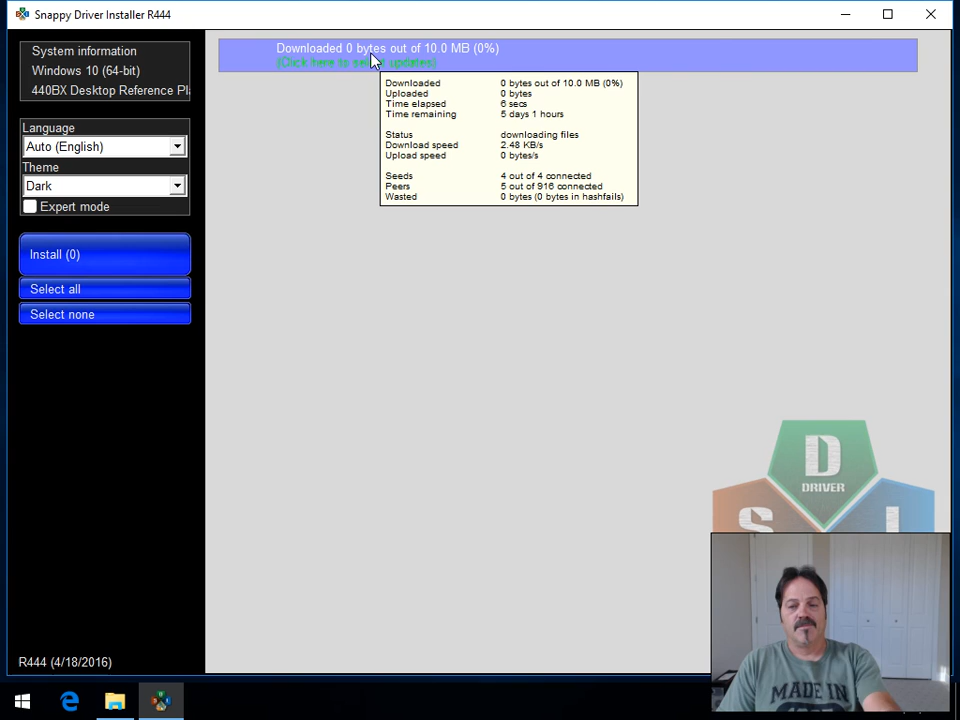 Snappy Driver Installer R444
System information
Windows 10 (64-bit)
440BX Desktop Reference Pl
Language
Auto (English)
Theme
Dark
Expert mode
Install (0)
Select all
Select none
R444 (4/18/2016)
Downloaded 0 bytes out of 10.0 MB (0%)
(Click here to select updates)
Downloaded 0 bytes out of 10.0 MB (0%)
Uploaded 0 bytes
Time elapsed 6 secs
Time remaining 5 days 1 hours
Status downloading files
Download speed 2.48 KB/s
Upload speed 0 bytes/s
Seeds 4 out of 4 connected
Peers 5 out of 916 connected
Wasted 0 bytes (0 bytes in hashfails)
D
DRIVER
S I
MADE IN